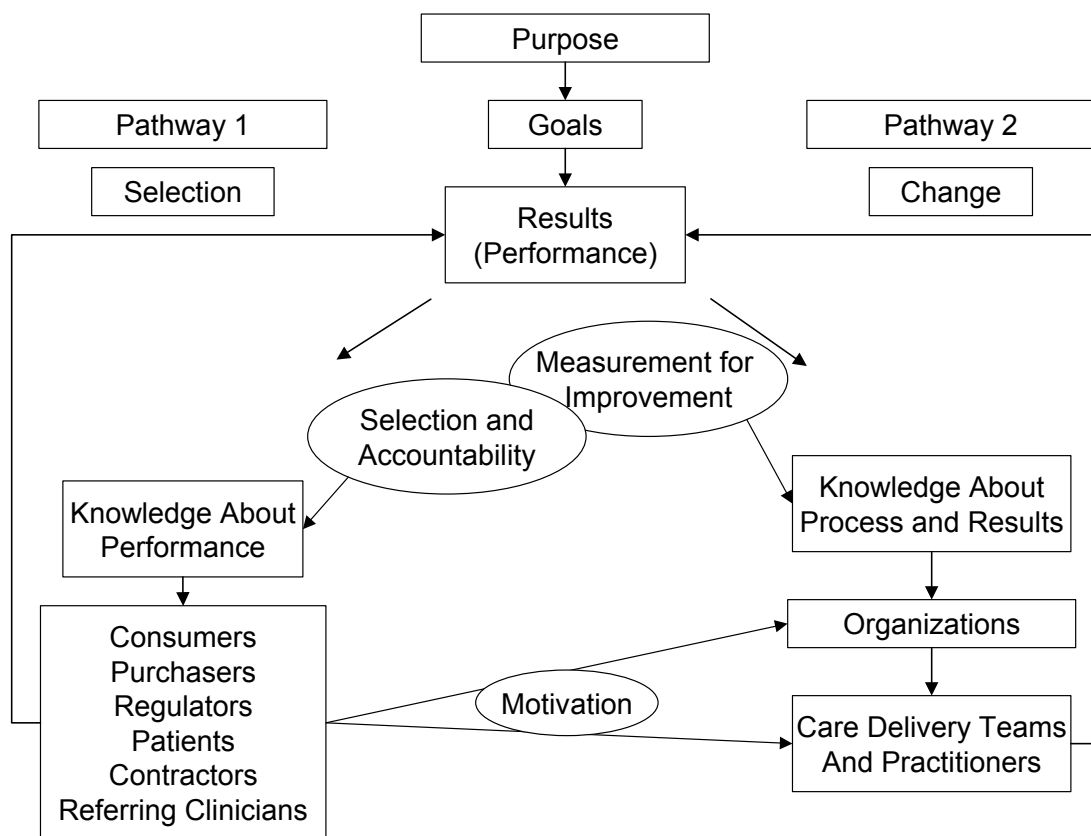 Purpose
Pathway 1
Goals
Pathway 2
Selection
Change
Results
(Performance)
Measurement for
Improvement
Selection and
Accountability
Knowledge About
Performance
Knowledge About
Process and Results
Consumers
Purchasers
Regulators
Patients
Contractors
Referring Clinicians
Motivation
Organizations
Care Delivery Teams
And Practitioners